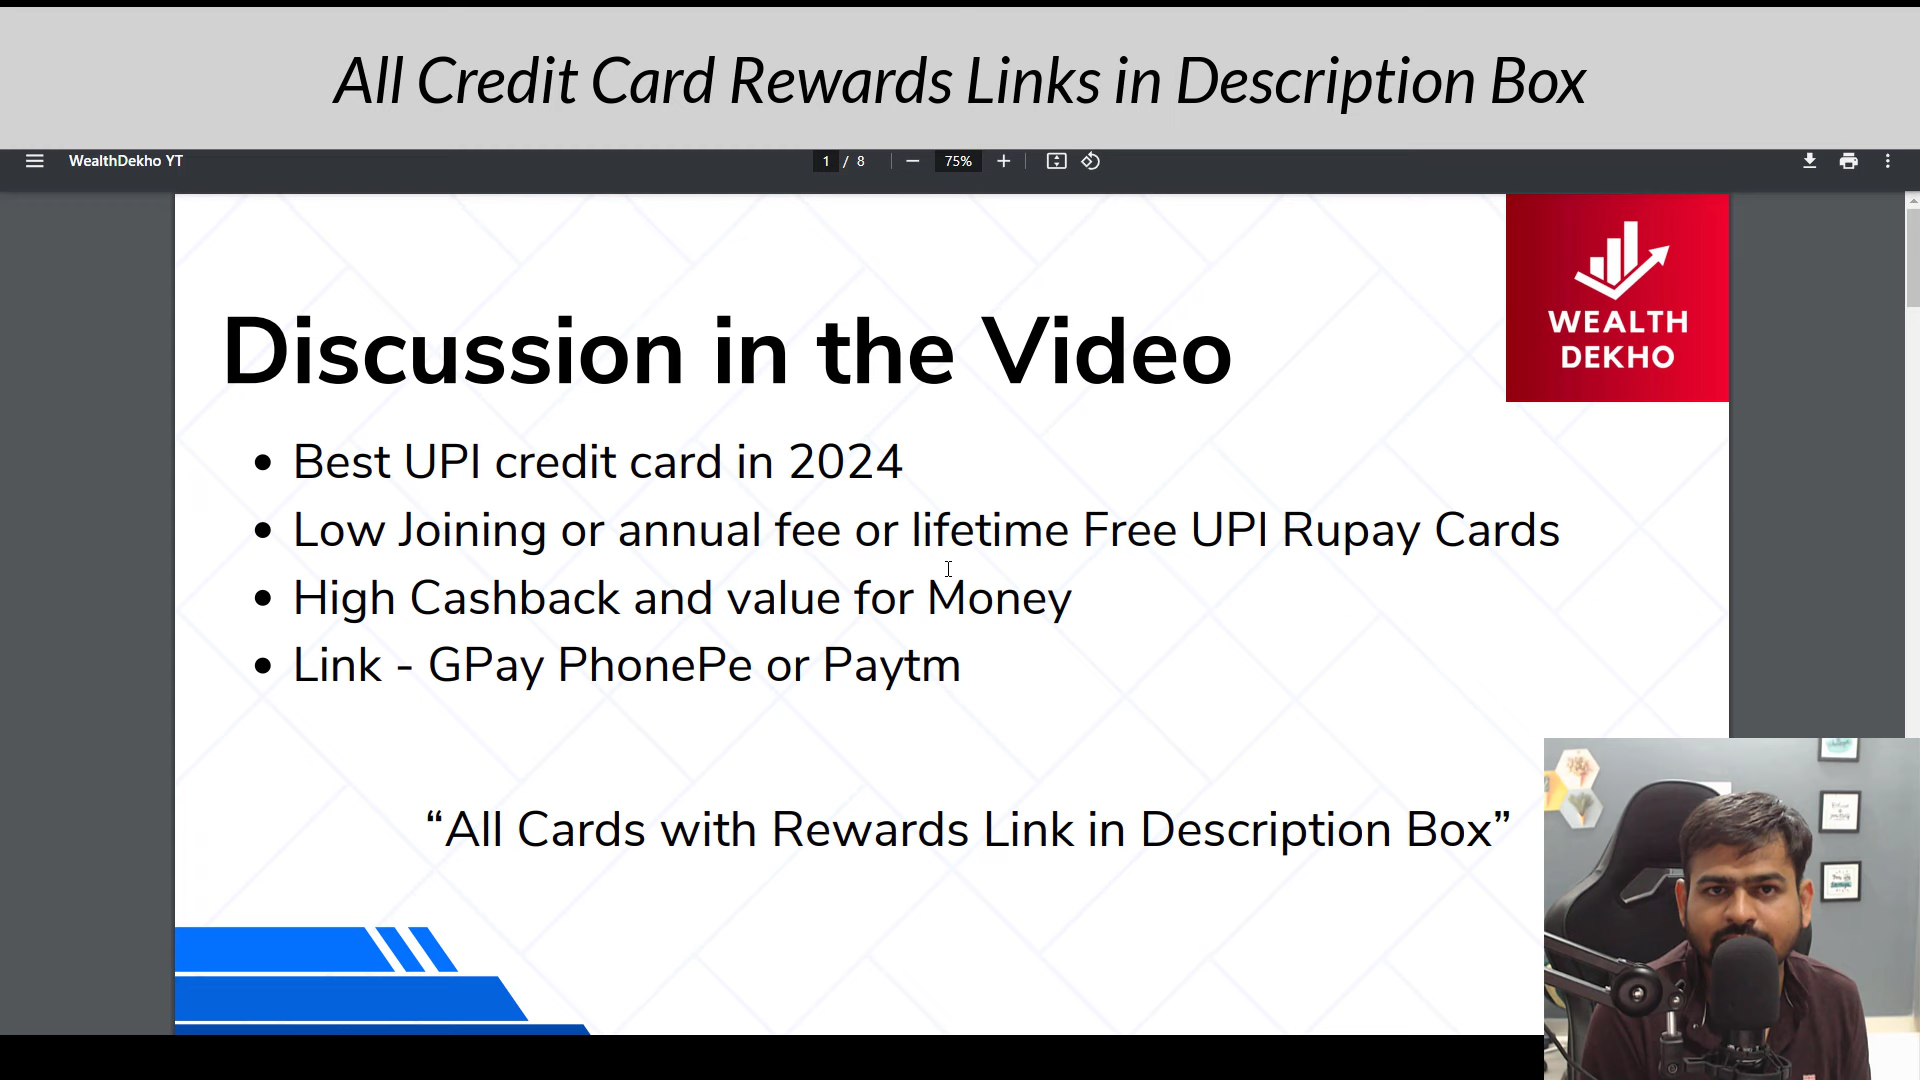 All Credit Card Rewards Links in Description Box
WealthDekho YT
1 / 8
75%
WEALTH
DEKHO
Discussion in the Video
• Best UPI credit card in 2024
• Low Joining or annual fee or lifetime Free UPI Rupay Cards
• High Cashback and value for Money
• Link - GPay PhonePe or Paytm
“All Cards with Rewards Link in Description Box”